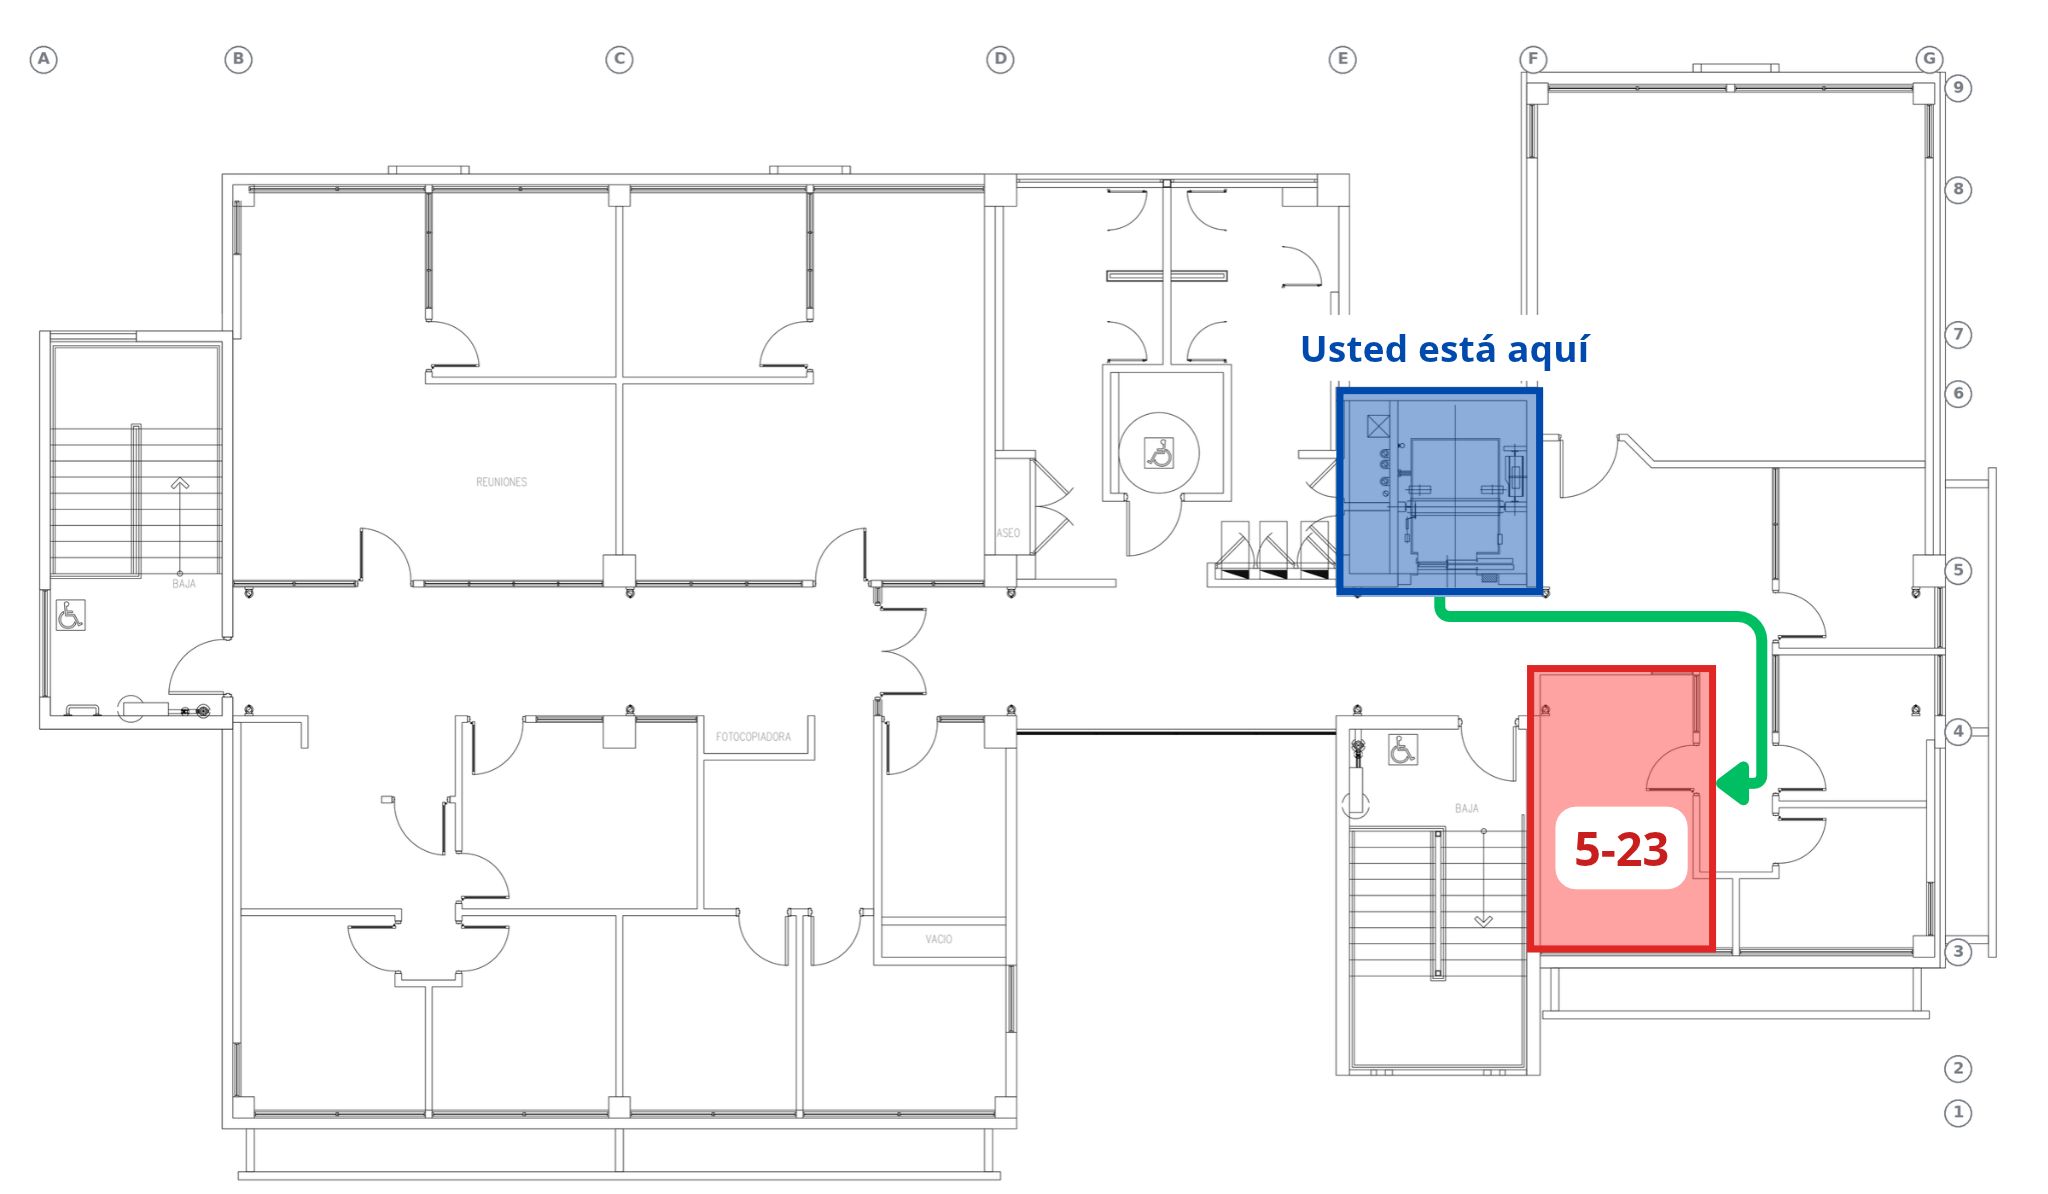 A B C D E F G
9
8
7
Usted está aquí
6
REUNIONES
ASEO
5
BAJA
4
FOTOCOPIADORA
BAJA
5-23
VACIO
3
2
1